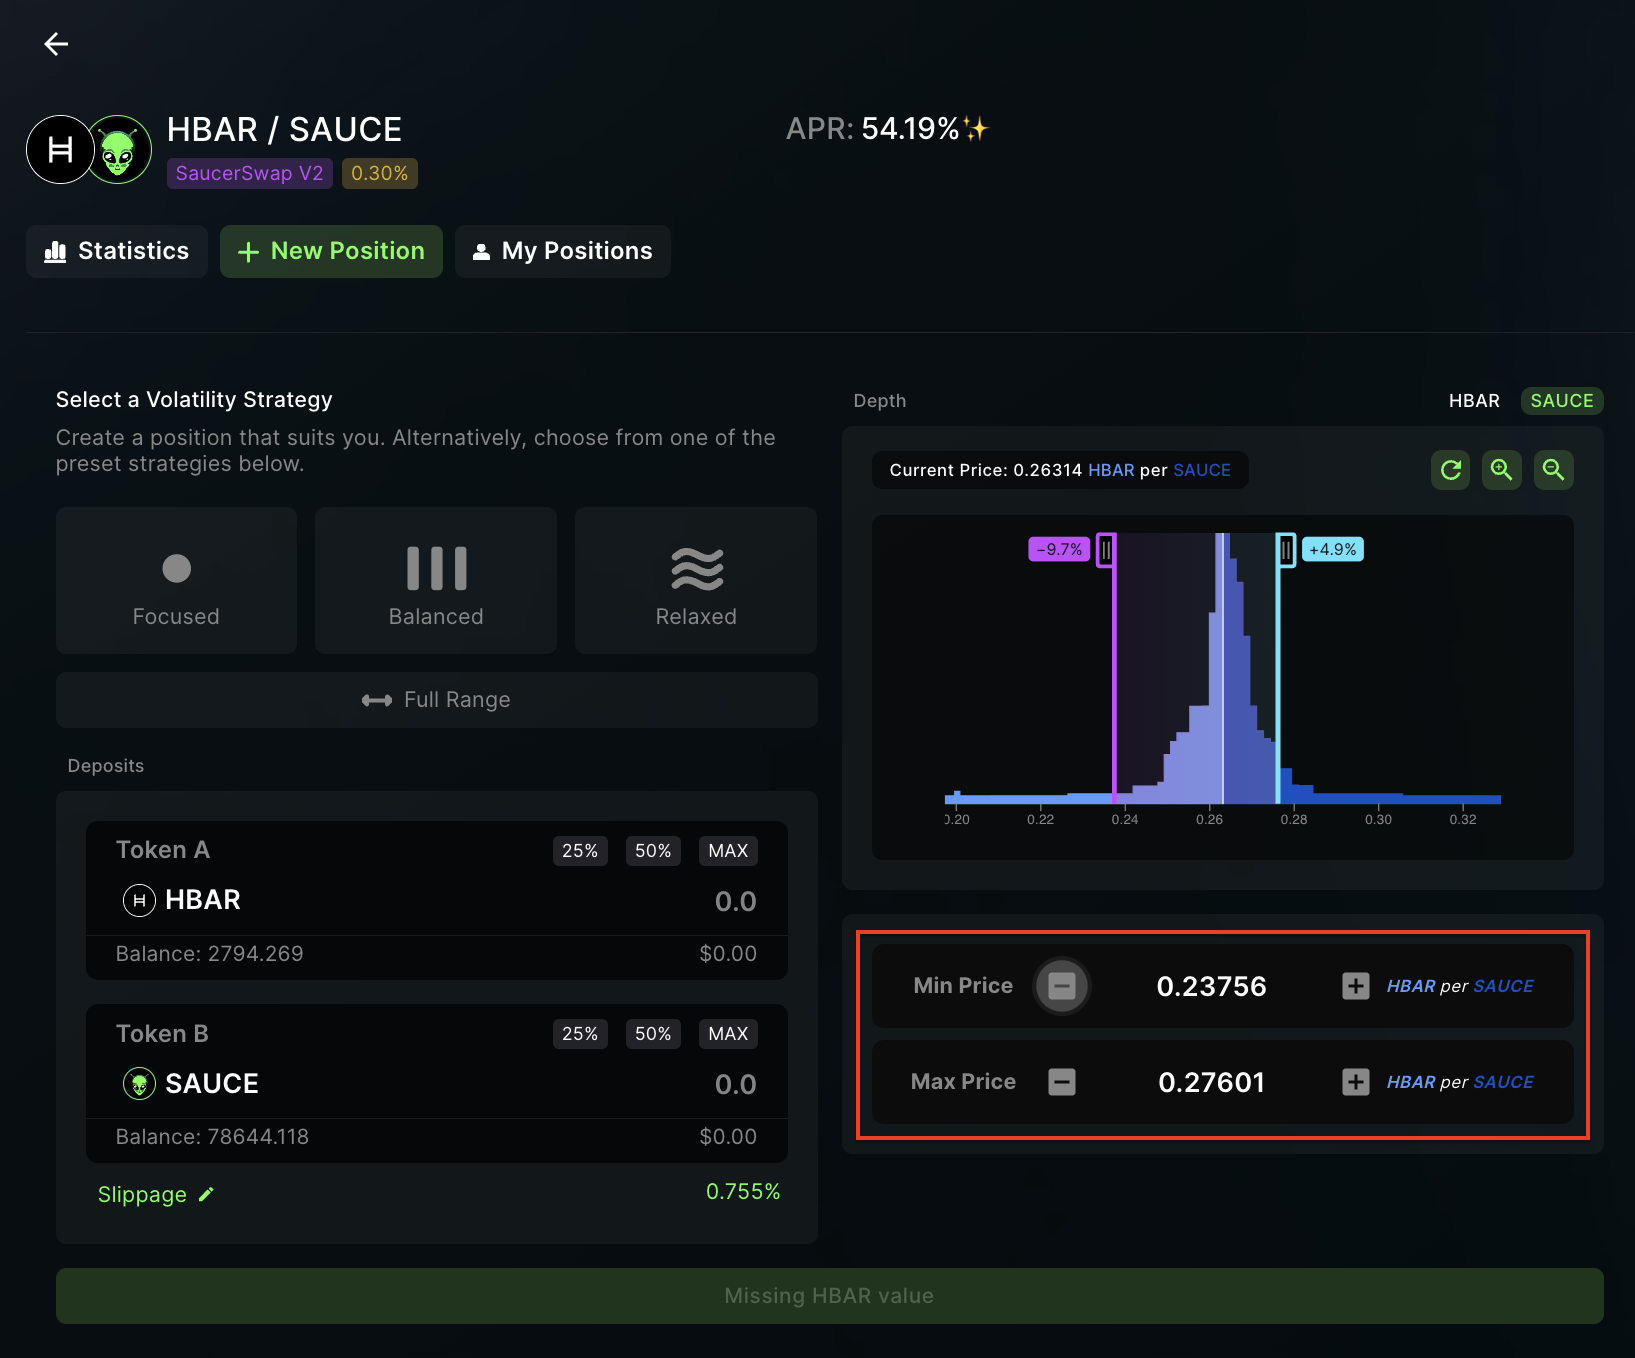 HBAR / SAUCE
SaucerSwap V2 0.30%
APR: 54.19%✨
Statistics
New Position
My Positions
Select a Volatility Strategy
Create a position that suits you. Alternatively, choose from one of the
preset strategies below.
Focused
Balanced
Relaxed
Full Range
Deposits
Token A 25% 50% MAX
HBAR 0.0
Balance: 2794.269 $0.00
Token B 25% 50% MAX
SAUCE 0.0
Balance: 78644.118 $0.00
Slippage 0.755%
Depth HBAR SAUCE
Current Price: 0.26314 HBAR per SAUCE
-9.7% +4.9%
0.20 0.22 0.24 0.26 0.28 0.30 0.32
Min Price 0.23756 HBAR per SAUCE
Max Price 0.27601 HBAR per SAUCE
Missing HBAR value